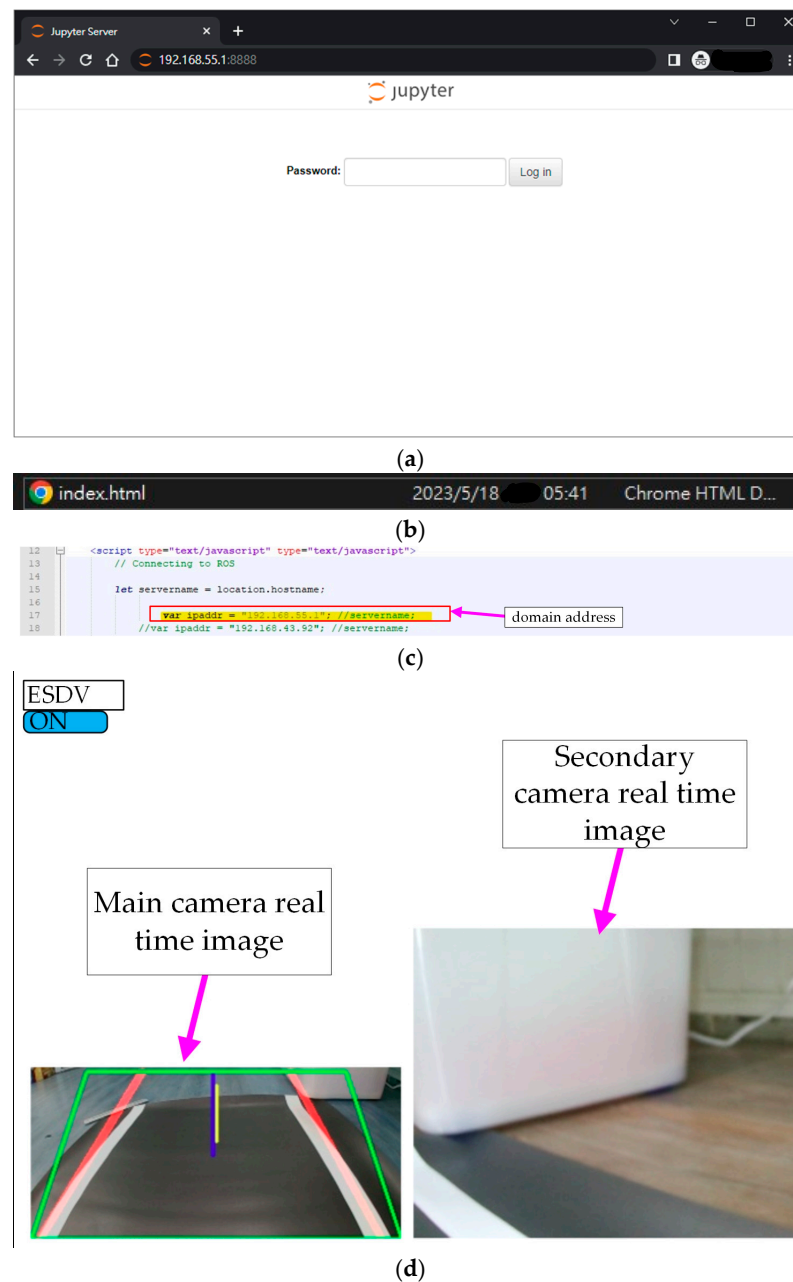 Jupyter Server
192.168.55.1:8888
jupyter
Password:
Log in
(a)
index.html 2023/5/18 05:41 Chrome HTML D...
(b)
12 <script type="text/javascript" type="text/javascript">
13 // Connecting to ROS
14
15 let servername = location.hostname;
16
17 var ipaddr = "192.168.55.1"; //servername;
domain address
18 //var ipaddr = "192.168.43.92"; //servername;
(c)
ESDV
ON
Secondary
camera real time
image
Main camera real
time image
(d)